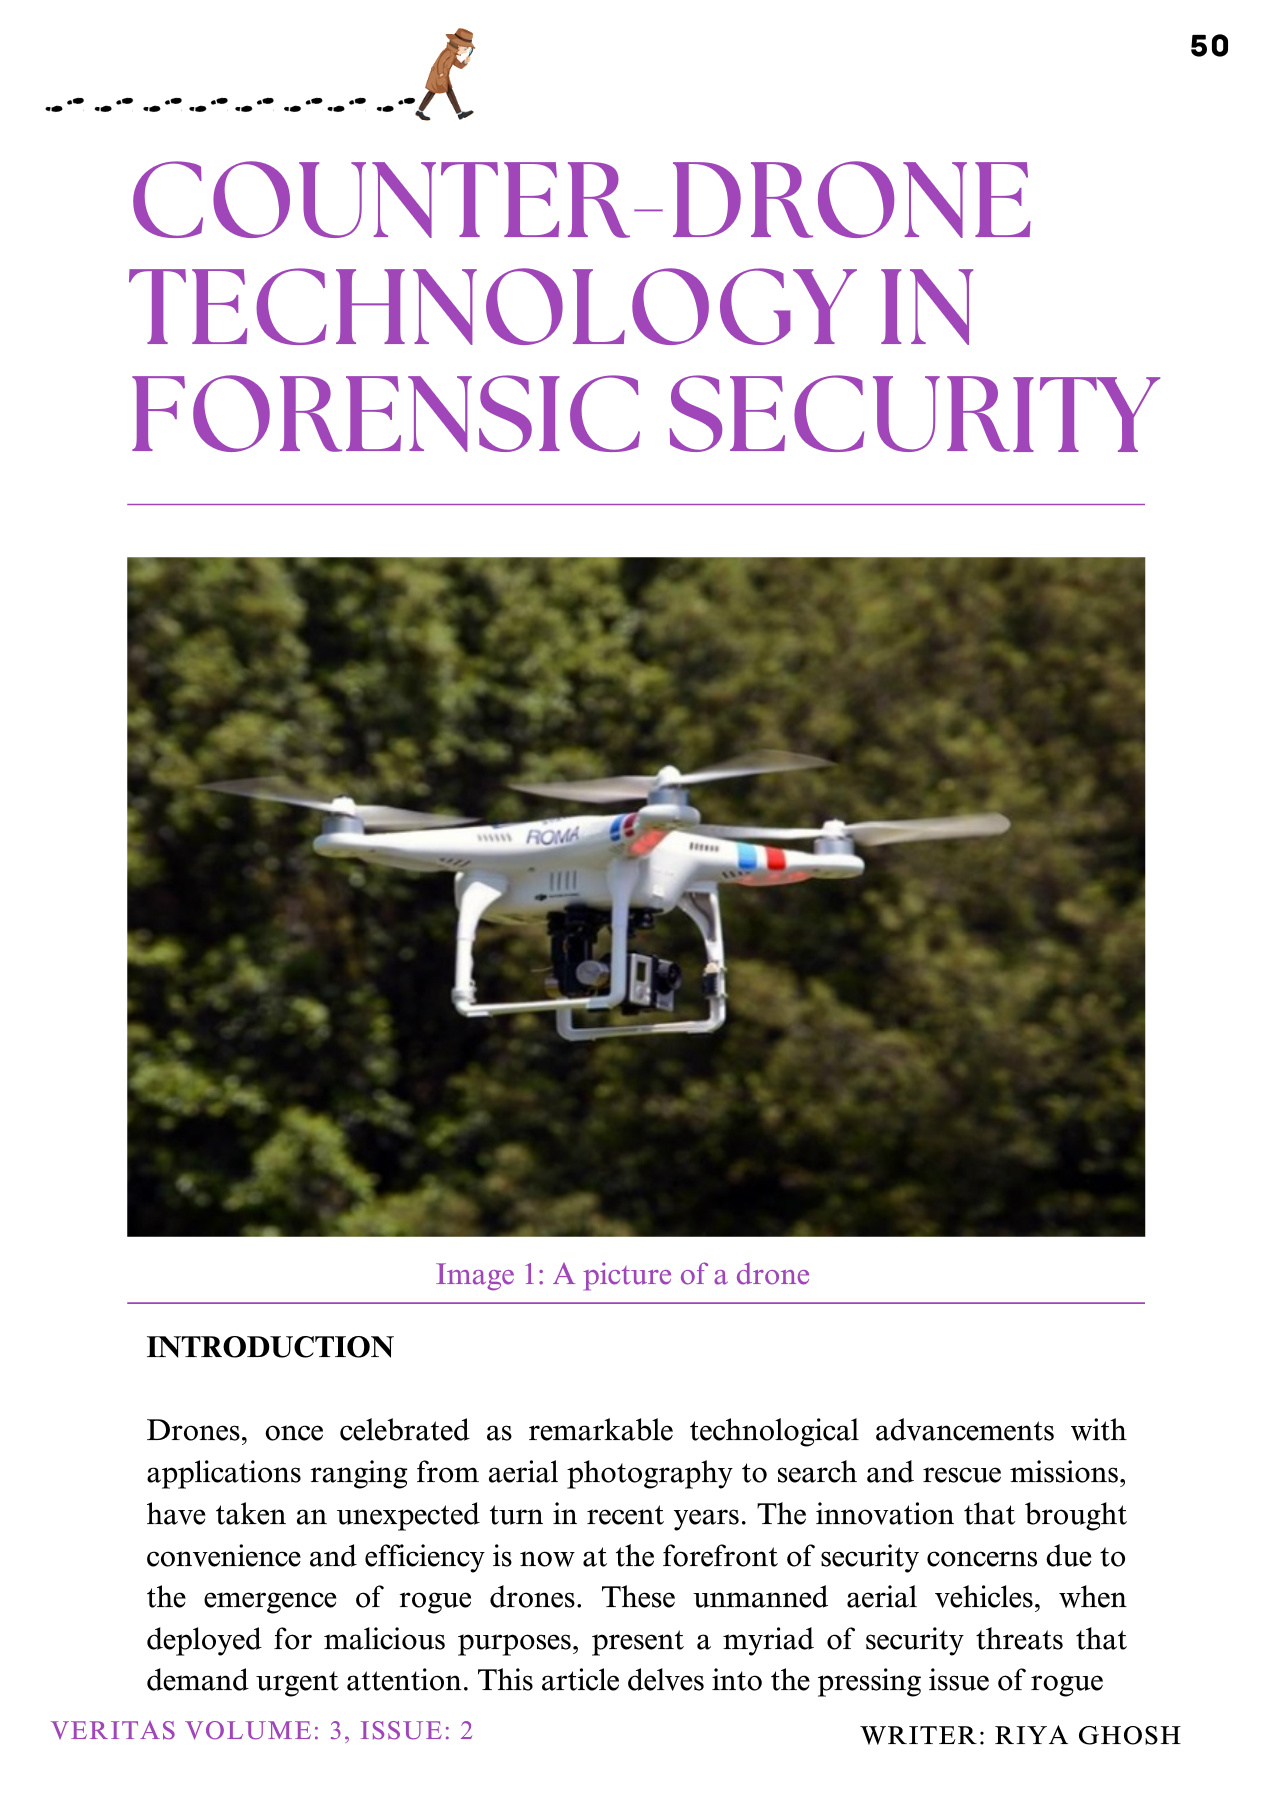 50
COUNTER-DRONE
TECHNOLOGY IN
FORENSIC SECURITY
ROMA
Image 1: A picture of a drone
INTRODUCTION
Drones, once celebrated as remarkable technological advancements with
applications ranging from aerial photography to search and rescue missions,
have taken an unexpected turn in recent years. The innovation that brought
convenience and efficiency is now at the forefront of security concerns due to
the emergence of rogue drones. These unmanned aerial vehicles, when
deployed for malicious purposes, present a myriad of security threats that
demand urgent attention. This article delves into the pressing issue of rogue
VERITAS VOLUME: 3, ISSUE: 2
WRITER: RIYA GHOSH